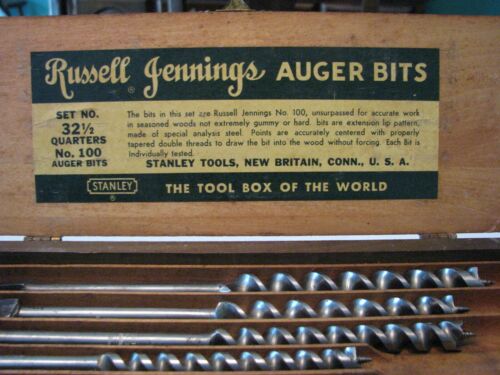 Russell Jennings AUGER BITS
®
SET NO.
32½
QUARTERS
No. 100
AUGER BITS
The bits in this set are Russell Jennings No. 100, unsurpassed for accurate work
in seasoned woods not extremely gummy or hard. bits are extension lip pattern,
made of special analysis steel. Points are accurately centered with properly
tapered double threads to draw the bit into the wood without forcing. Each Bit is
Individually tested.
STANLEY TOOLS, NEW BRITAIN, CONN., U. S. A.
STANLEY
®
THE TOOL BOX OF THE WORLD